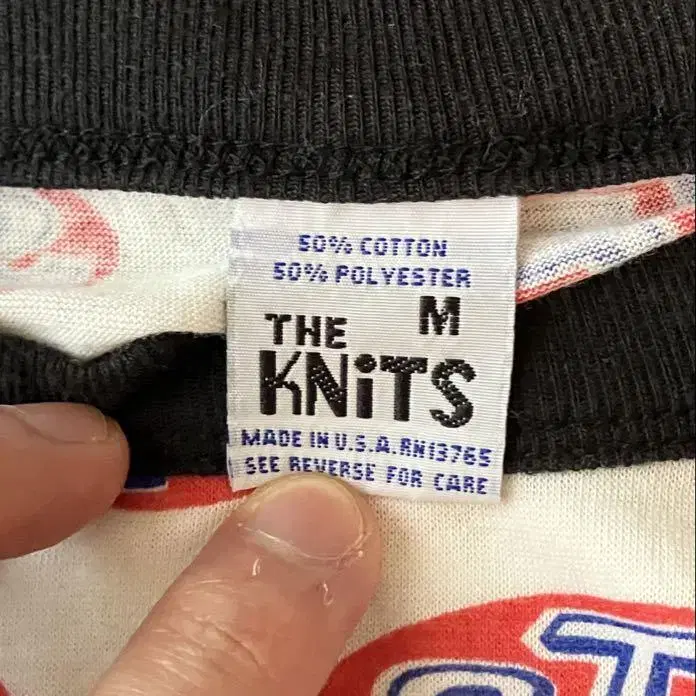 50% COTTON
50% POLYESTER
M
THE
KNiTS
MADE IN U.S.A. RN13765
SEE REVERSE FOR CARE